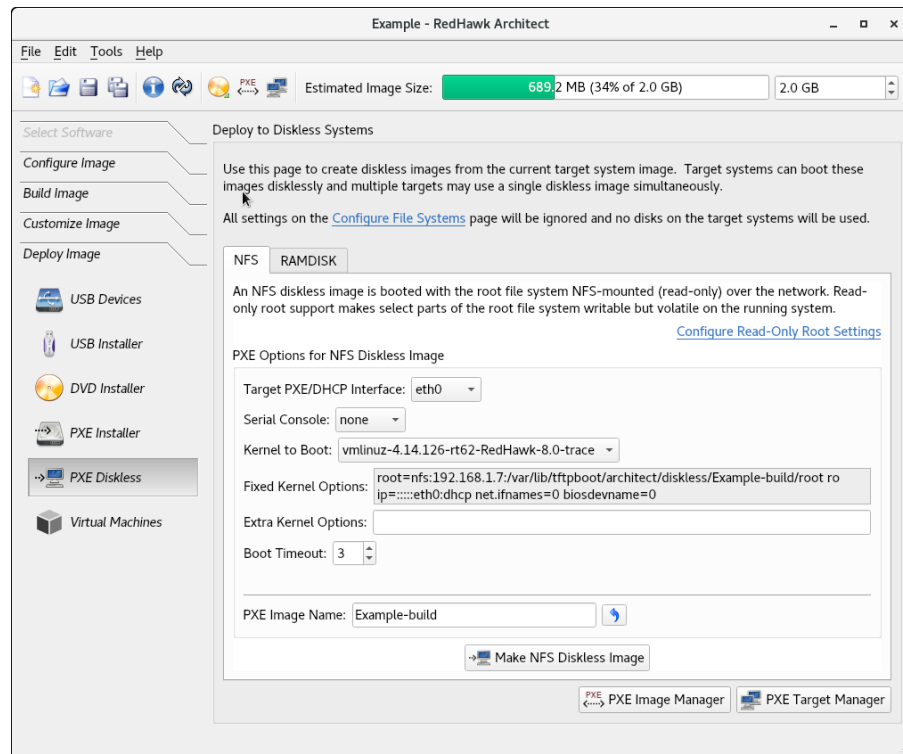 Example - RedHawk Architect
File Edit Tools Help
PXE
Estimated Image Size:
689.2 MB (34% of 2.0 GB)
2.0 GB
Select Software
Configure Image
Build Image
Customize Image
Deploy Image
USB Devices
USB Installer
DVD Installer
PXE Installer
PXE Diskless
Virtual Machines
Deploy to Diskless Systems
Use this page to create diskless images from the current target system image. Target systems can boot these
images disklessly and multiple targets may use a single diskless image simultaneously.
All settings on the Configure File Systems page will be ignored and no disks on the target systems will be used.
NFS
RAMDISK
An NFS diskless image is booted with the root file system NFS-mounted (read-only) over the network. Read-
only root support makes select parts of the root file system writable but volatile on the running system.
Configure Read-Only Root Settings
PXE Options for NFS Diskless Image
Target PXE/DHCP Interface: eth0
Serial Console: none
Kernel to Boot: vmlinuz-4.14.126-rt62-RedHawk-8.0-trace
Fixed Kernel Options: root=nfs:192.168.1.7:/var/lib/tftpboot/architect/diskless/Example-build/root ro
ip=:::::eth0:dhcp net.ifnames=0 biosdevname=0
Extra Kernel Options:
Boot Timeout: 3
PXE Image Name: Example-build
Make NFS Diskless Image
PXE PXE Image Manager
PXE Target Manager